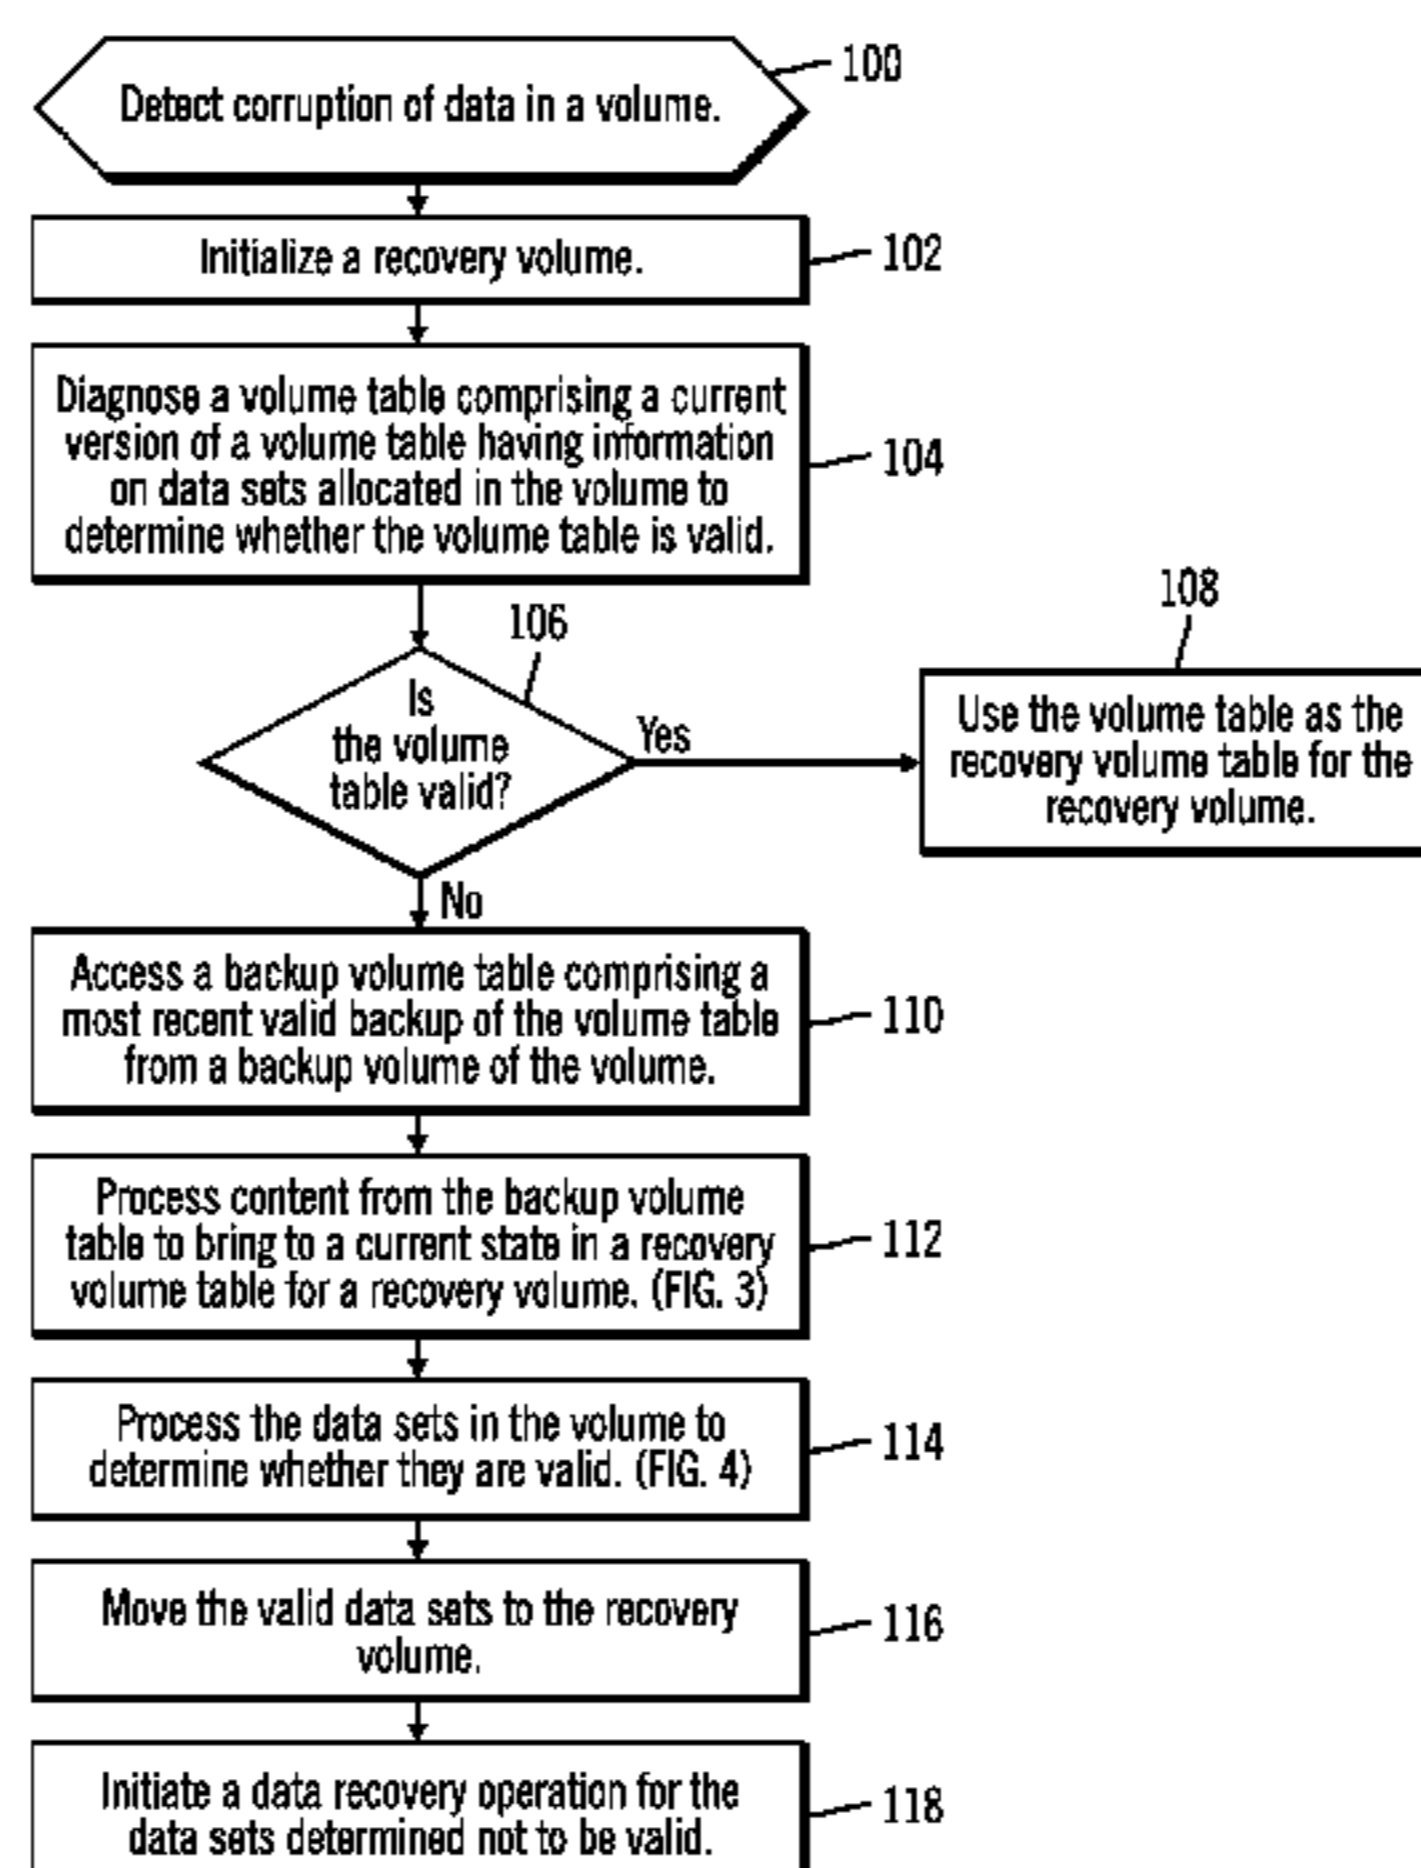 100
Detect corruption of data in a volume.
Initialize a recovery volume.
102
Diagnose a volume table comprising a current
version of a volume table having information
on data sets allocated in the volume to
determine whether the volume table is valid.
104
106
Is
the volume
table valid?
Yes
108
Use the volume table as the
recovery volume table for the
recovery volume.
No
Access a backup volume table comprising a
most recent valid backup of the volume table
from a backup volume of the volume.
110
Process content from the backup volume
table to bring to a current state in a recovery
volume table for a recovery volume. (FIG. 3)
112
Process the data sets in the volume to
determine whether they are valid. (FIG. 4)
114
Move the valid data sets to the recovery
volume.
116
Initiate a data recovery operation for the
data sets determined not to be valid.
118